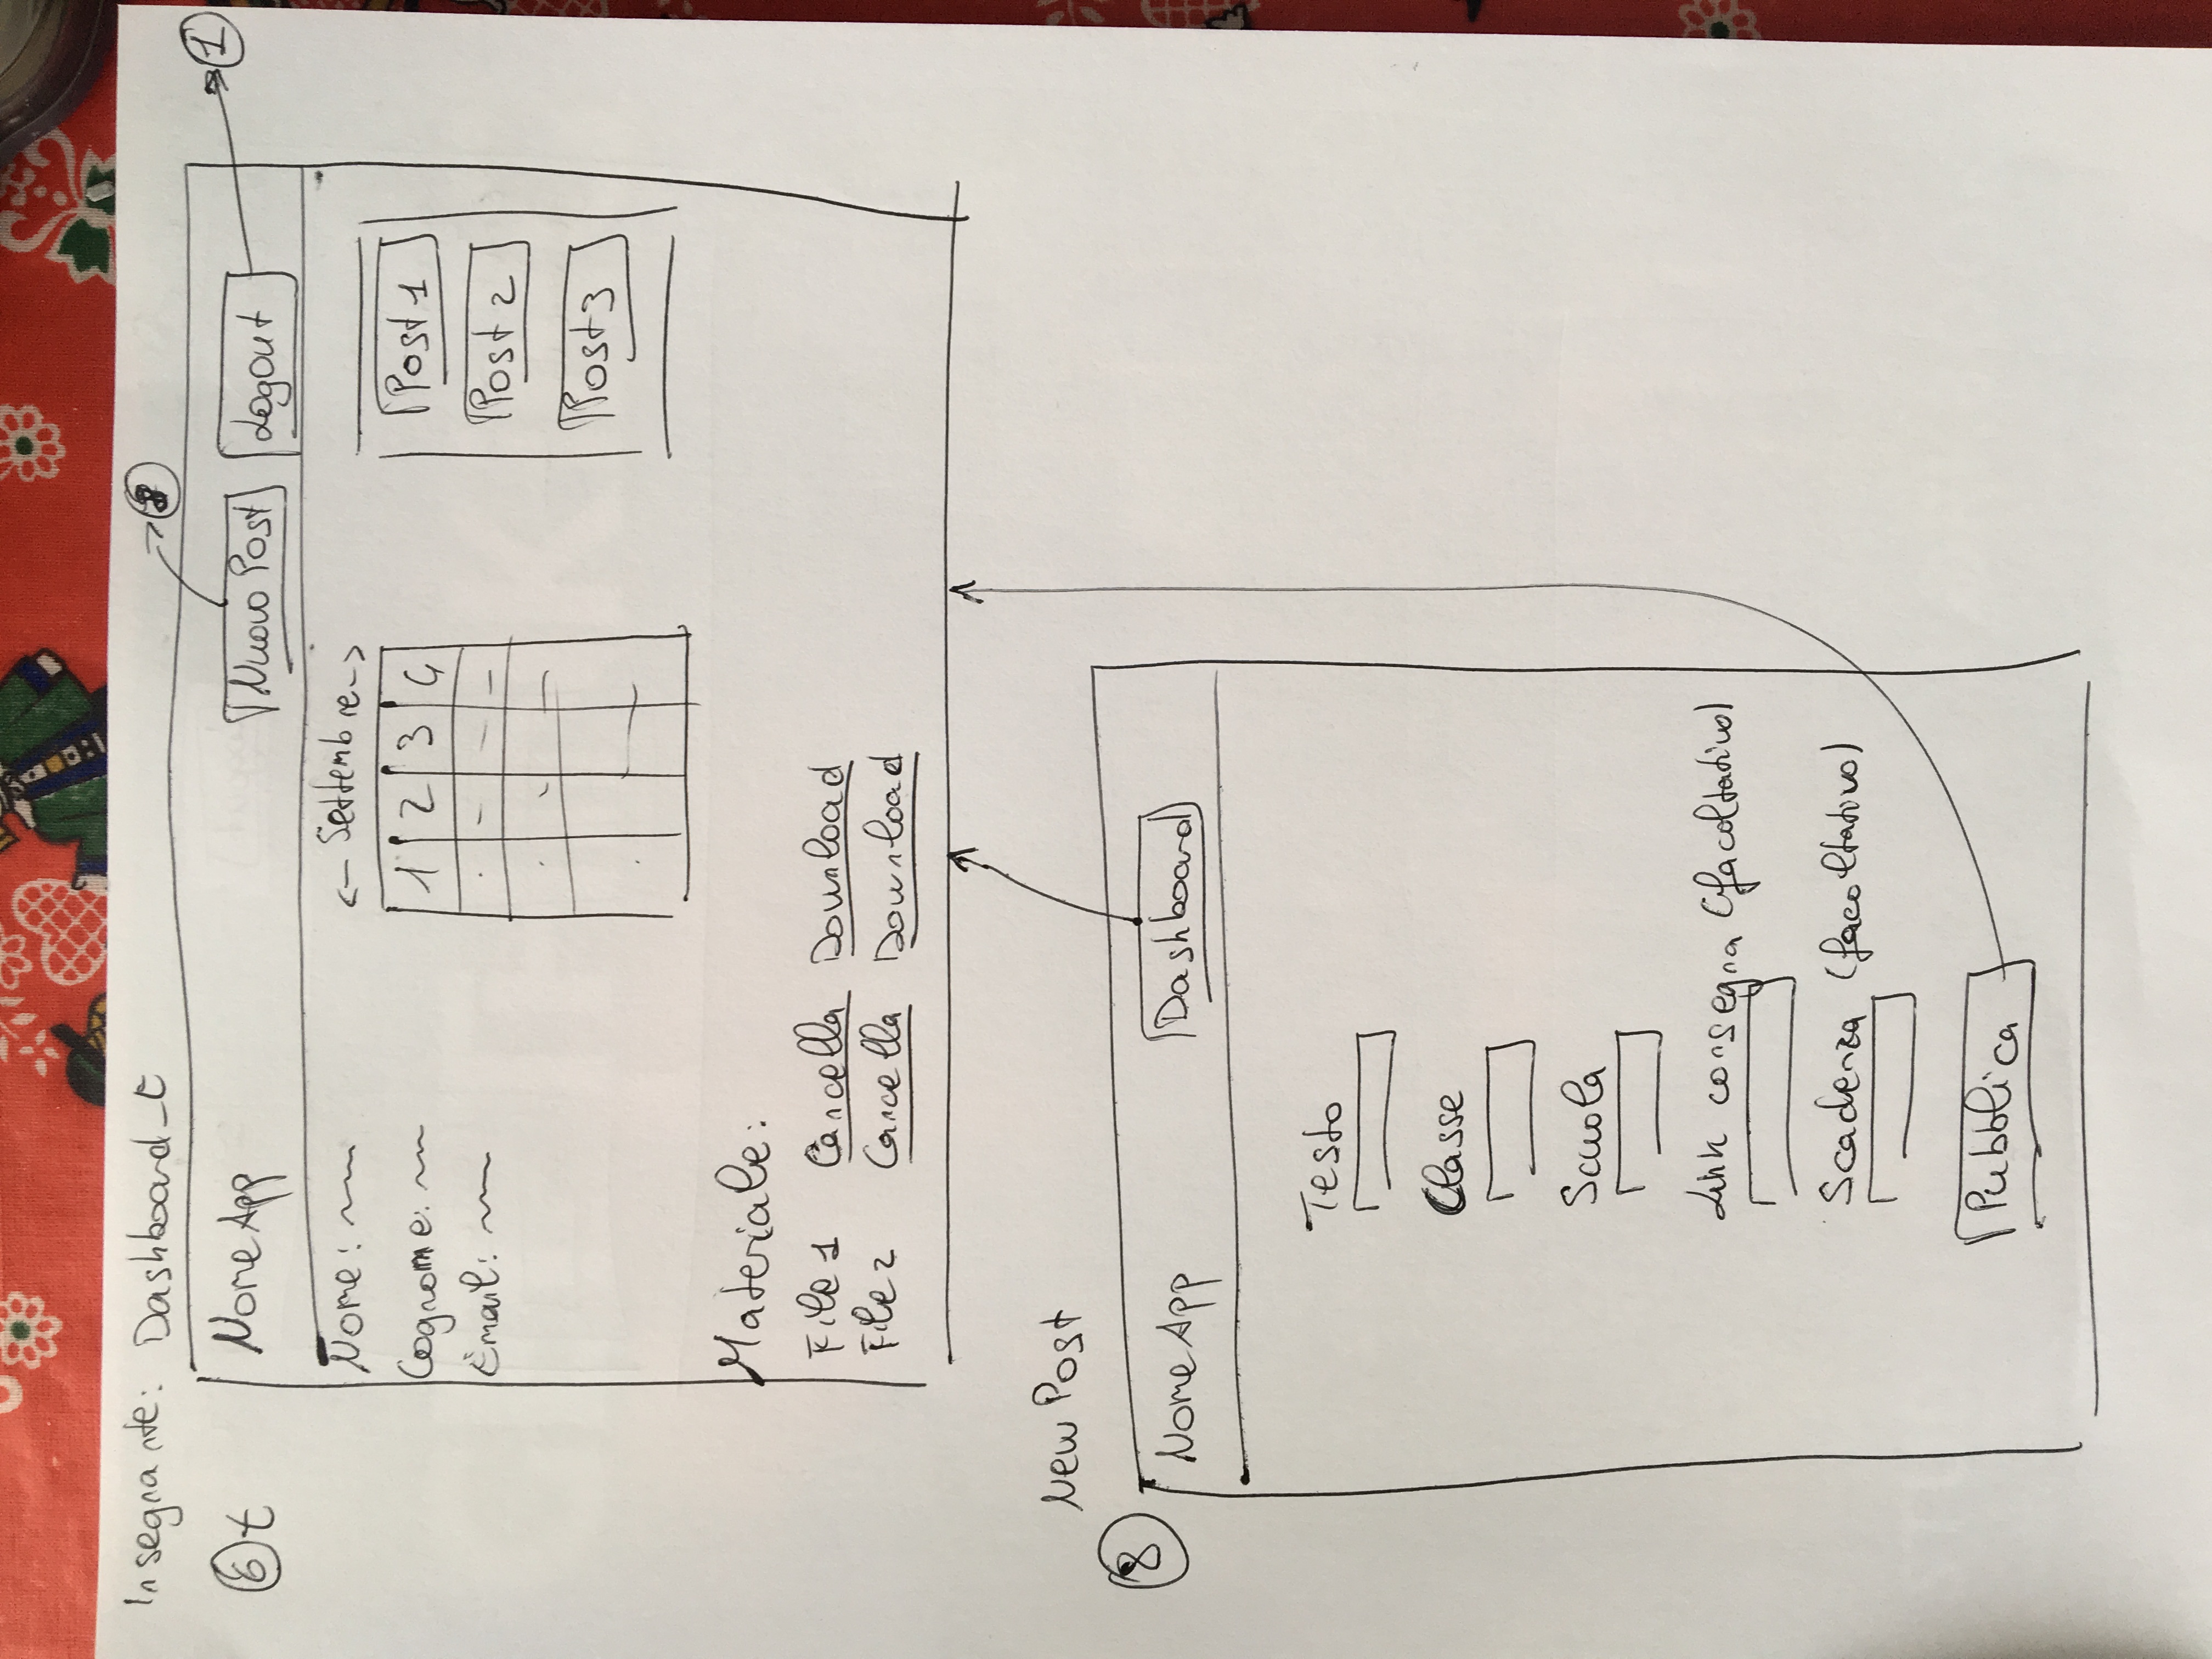 Insegnante: Dashboard_t
6 t
8
1
NomeApp Nuovo Post Logout
Nome:
Cognome:
Email:
<- Settembre ->
1 2 3 4
Post 1
Post 2
Post 3
Materiale:
File 1 Cancella Download
File 2 Cancella Download
New Post
8
NomeApp Dashboard
Testo
Classe
Scuola
Link consegna (facoltativo)
Scadenza (facoltativo)
Pubblica